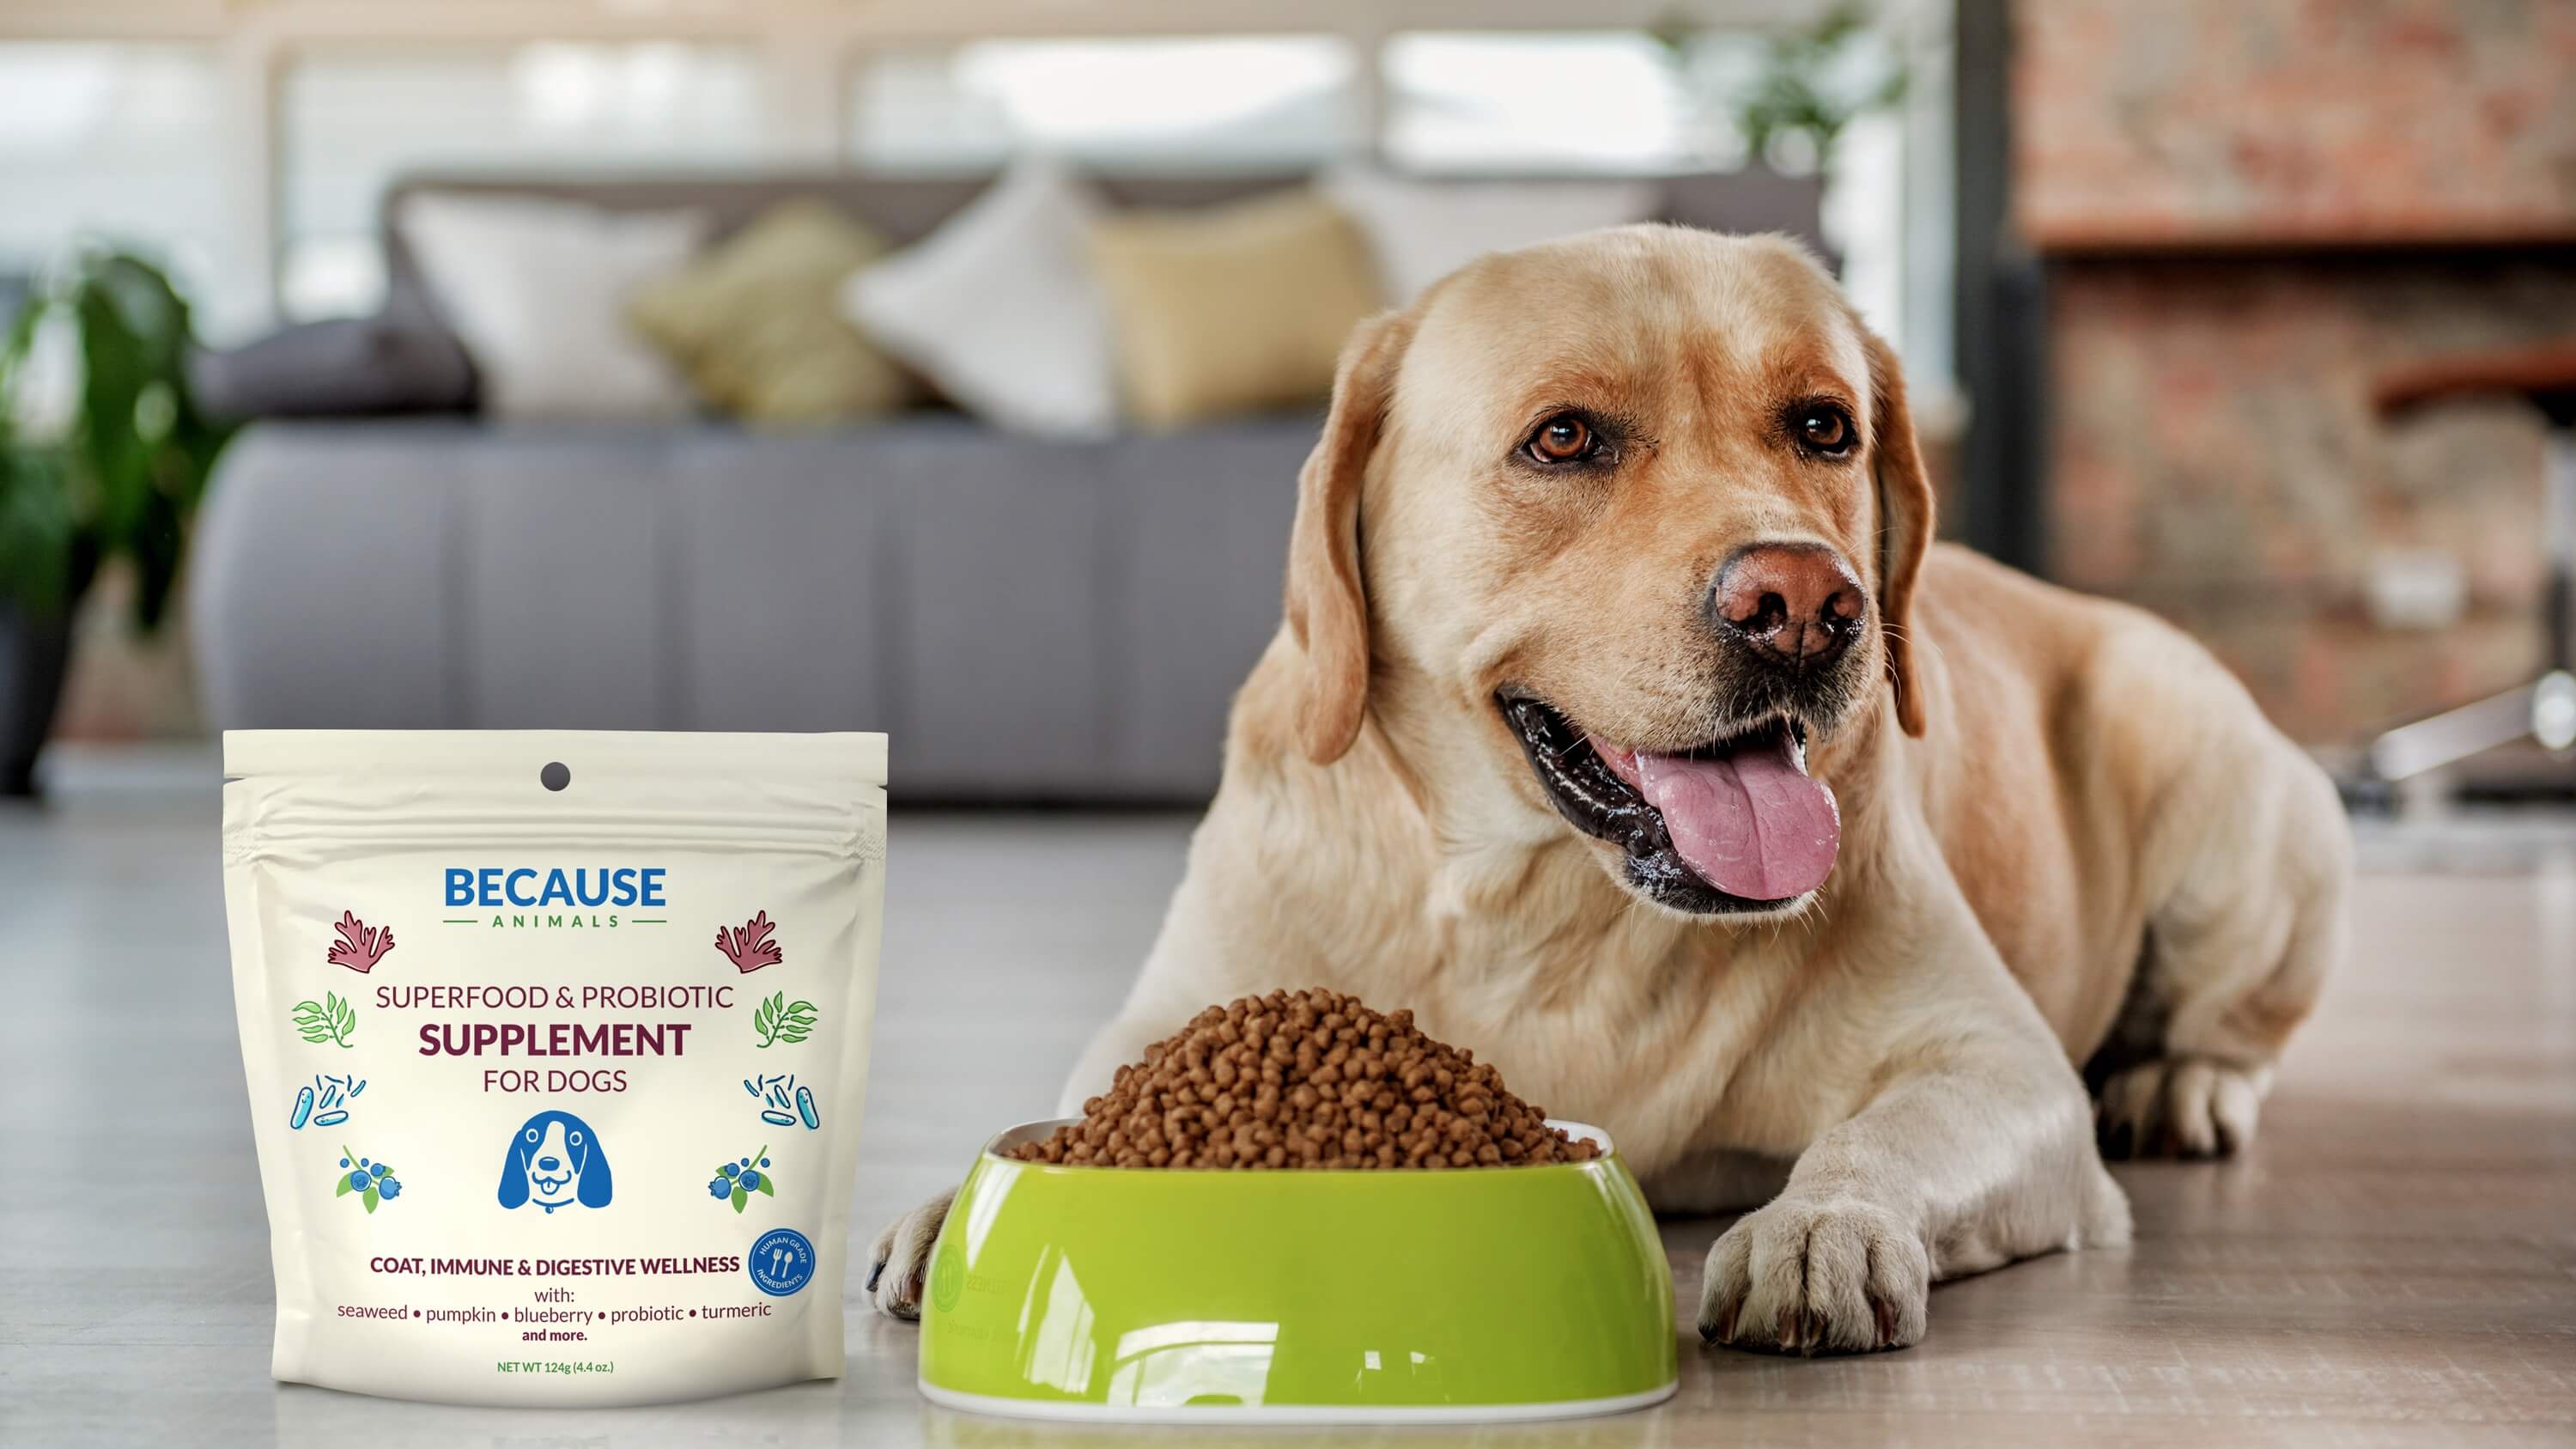 BECAUSE
ANIMALS
SUPERFOOD & PROBIOTIC
SUPPLEMENT
FOR DOGS
COAT, IMMUNE & DIGESTIVE WELLNESS
HUMAN GRADE
INGREDIENTS
with:
seaweed • pumpkin • blueberry • probiotic • turmeric
and more.
NET WT 124g (4.4 oz.)